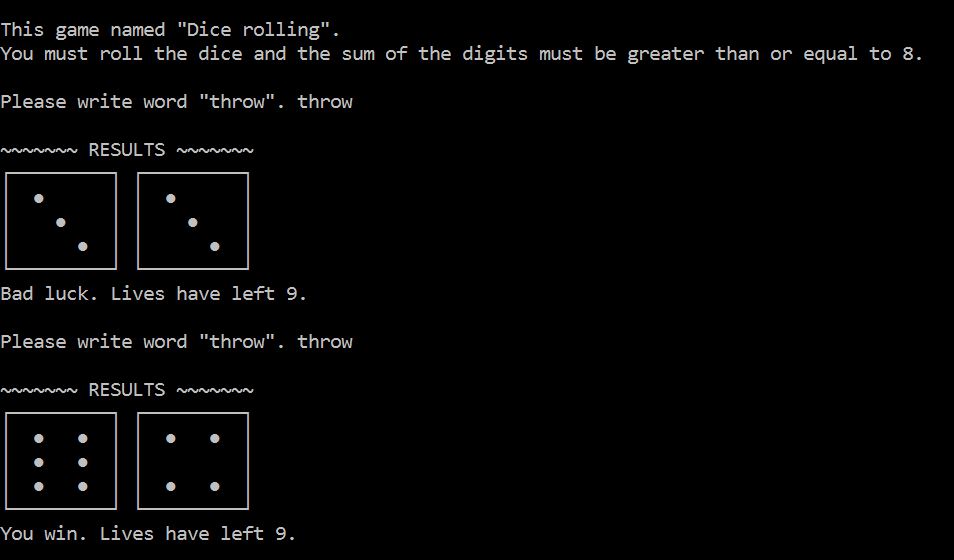 This game named "Dice rolling".
You must roll the dice and the sum of the digits must be greater than or equal to 8.
Please write word "throw". throw
~~~~~~~ RESULTS ~~~~~~~
Bad luck. Lives have left 9.
Please write word "throw". throw
~~~~~~~ RESULTS ~~~~~~~
You win. Lives have left 9.